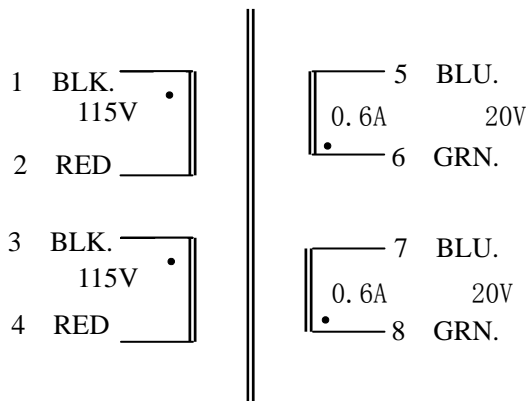 1 BLK.
115V
2 RED
3 BLK.
115V
4 RED
5 BLU.
0.6A 20V
6 GRN.
7 BLU.
0.6A 20V
8 GRN.